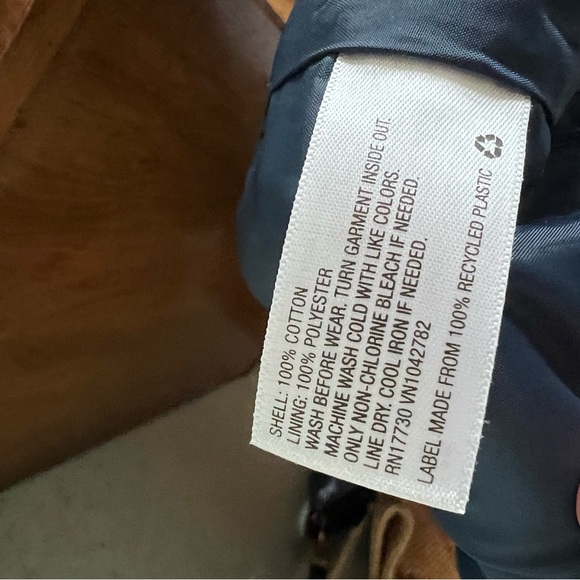 SHELL: 100% COTTON
LINING: 100% POLYESTER
WASH BEFORE WEAR. TURN GARMENT INSIDE OUT.
MACHINE WASH COLD WITH LIKE COLORS.
ONLY NON-CHLORINE BLEACH IF NEEDED.
LINE DRY. COOL IRON IF NEEDED.
RN17730 VN1042782
LABEL MADE FROM 100% RECYCLED PLASTIC